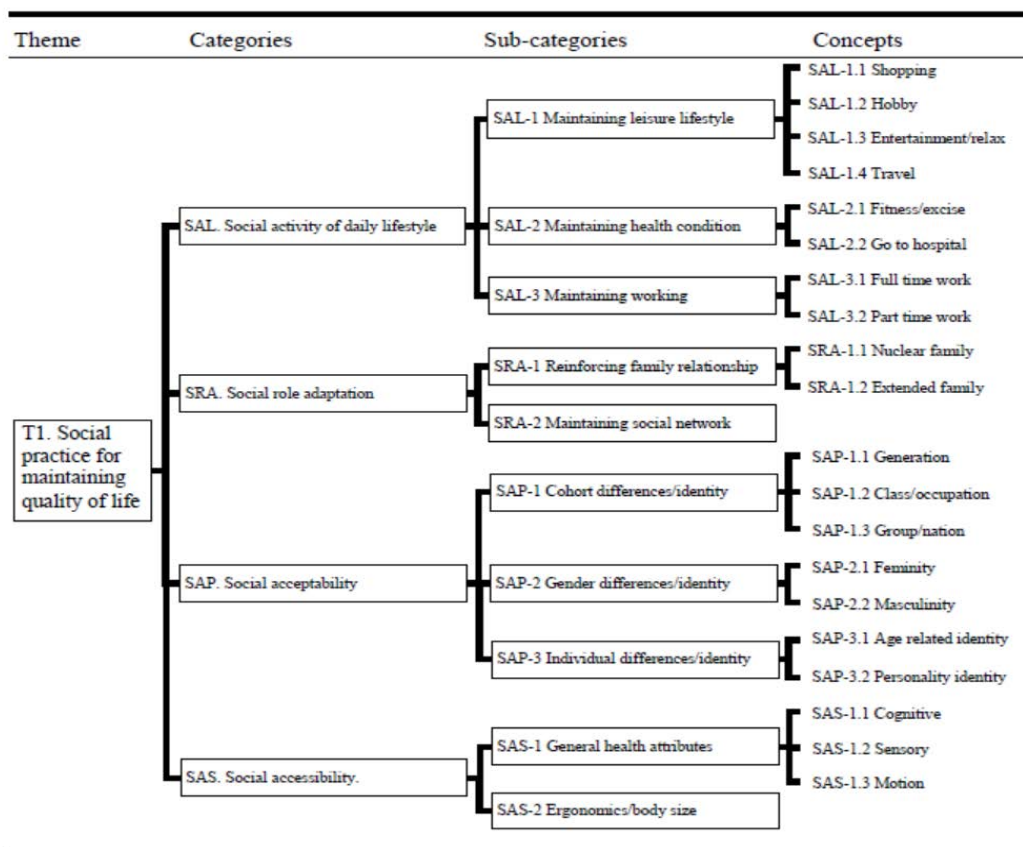 Theme Categories Sub-categories Concepts
SAL-1.1 Shopping
SAL-1.2 Hobby
SAL-1 Maintaining leisure lifestyle
SAL-1.3 Entertainment/relax
SAL-1.4 Travel
SAL-2.1 Fitness/excise
SAL. Social activity of daily lifestyle
SAL-2 Maintaining health condition
SAL-2.2 Go to hospital
SAL-3.1 Full time work
SAL-3 Maintaining working
SAL-3.2 Part time work
SRA-1.1 Nuclear family
SRA-1 Reinforcing family relationship
SRA-1.2 Extended family
SRA. Social role adaptation
SRA-2 Maintaining social network
T1. Social
practice for
maintaining
quality of life
SAP-1.1 Generation
SAP-1 Cohort differences/identity
SAP-1.2 Class/occupation
SAP-1.3 Group/nation
SAP-2.1 Feminity
SAP. Social acceptability
SAP-2 Gender differences/identity
SAP-2.2 Masculinity
SAP-3.1 Age related identity
SAP-3 Individual differences/identity
SAP-3.2 Personality identity
SAS-1.1 Cognitive
SAS-1 General health attributes
SAS-1.2 Sensory
SAS. Social accessibility.
SAS-1.3 Motion
SAS-2 Ergonomics/body size